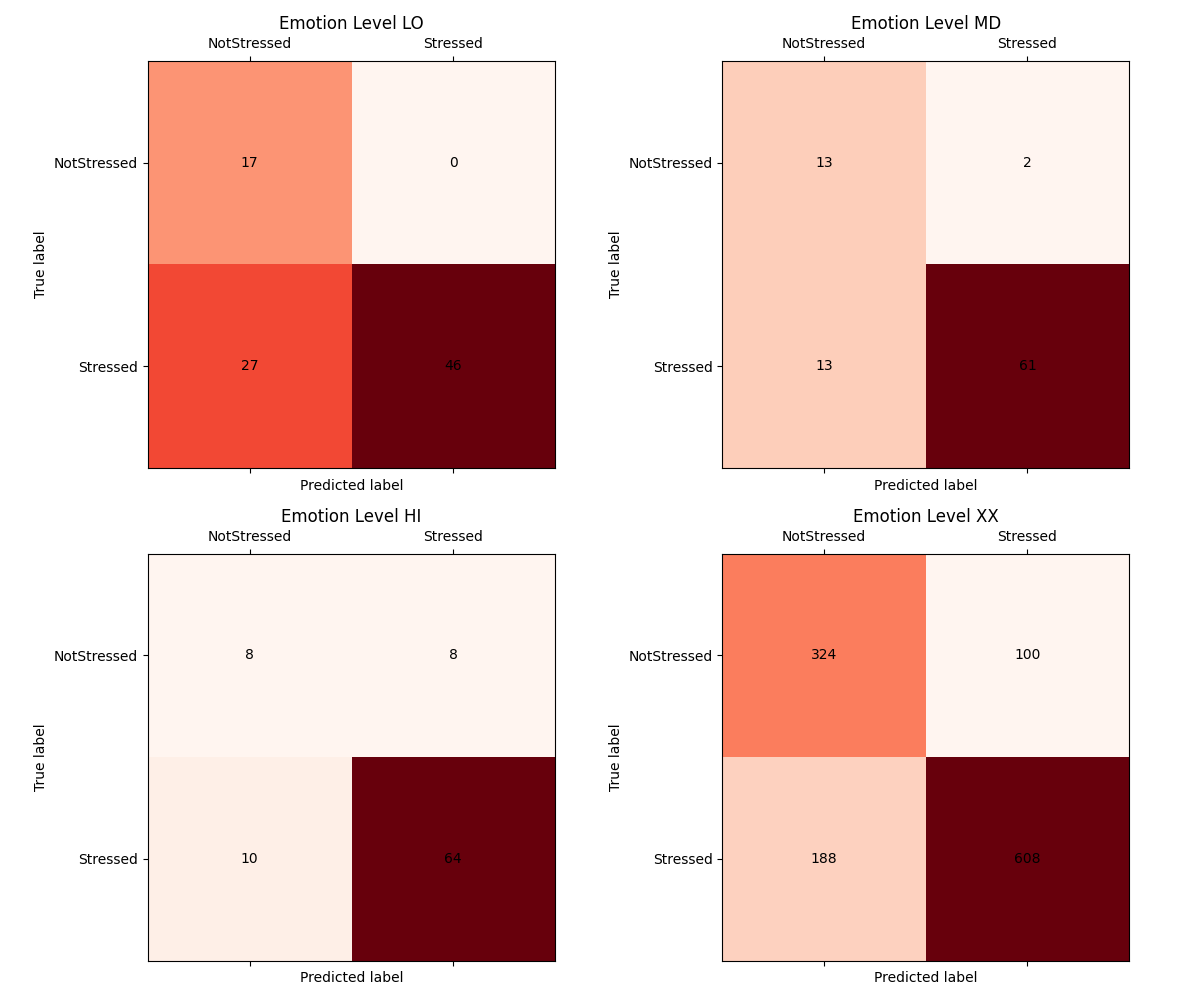 Emotion Level LO
NotStressed Stressed
NotStressed 17 0
True label
Stressed 27 46
Predicted label
Emotion Level MD
NotStressed Stressed
NotStressed 13 2
True label
Stressed 13 61
Predicted label
Emotion Level HI
NotStressed Stressed
NotStressed 8 8
True label
Stressed 10 64
Predicted label
Emotion Level XX
NotStressed Stressed
NotStressed 324 100
True label
Stressed 188 608
Predicted label